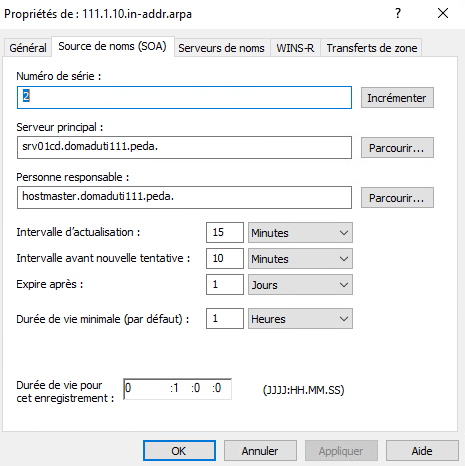 Propriétés de : 111.1.10.in-addr.arpa
Général Source de noms (SOA) Serveurs de noms WINS-R Transferts de zone
Numéro de série :
2 Incrémenter
Serveur principal :
srv01cd.domaduti111.peda. Parcourir...
Personne responsable :
hostmaster.domaduti111.peda. Parcourir...
Intervalle d'actualisation : 15 Minutes
Intervalle avant nouvelle tentative : 10 Minutes
Expire après : 1 Jours
Durée de vie minimale (par défaut) : 1 Heures
Durée de vie pour
cet enregistrement : 0 :1 :0 :0 (JJJJ:HH.MM.SS)
OK Annuler Appliquer Aide